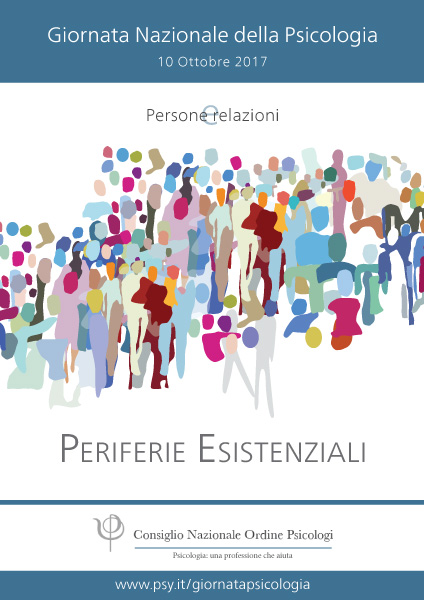 Giornata Nazionale della Psicologia
10 Ottobre 2017
Persone e relazioni
PERIFERIE ESISTENZIALI
Consiglio Nazionale Ordine Psicologi
Psicologia: una professione che aiuta
www.psy.it/giornatapsicologia